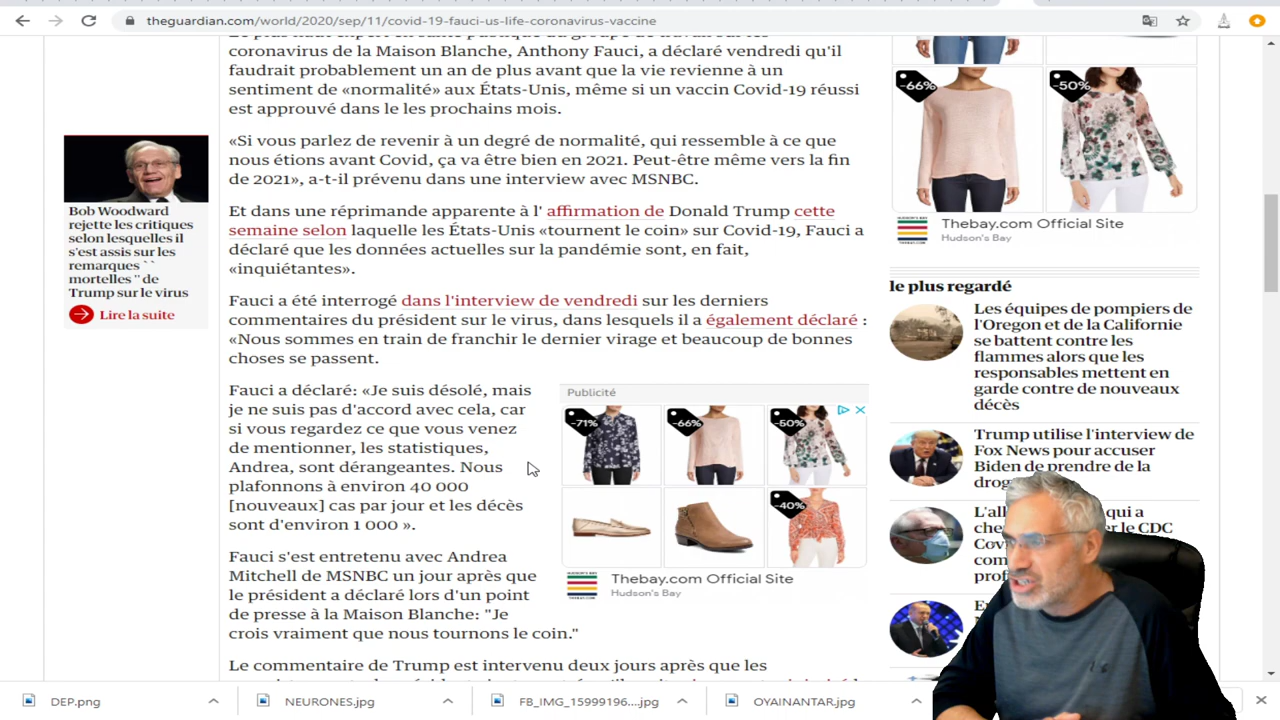 theguardian.com/world/2020/sep/11/covid-19-fauci-us-life-coronavirus-vaccine
coronavirus de la Maison Blanche, Anthony Fauci, a déclaré vendredi qu'il
faudrait probablement un an de plus avant que la vie revienne à un
sentiment de «normalité» aux États-Unis, même si un vaccin Covid-19 réussi
est approuvé dans le les prochains mois.
«Si vous parlez de revenir à un degré de normalité, qui ressemble à ce que
nous étions avant Covid, ça va être bien en 2021. Peut-être même vers la fin
de 2021», a-t-il prévenu dans une interview avec MSNBC.
Et dans une réprimande apparente à l' affirmation de Donald Trump cette
semaine selon laquelle les États-Unis «tournent le coin» sur Covid-19, Fauci a
déclaré que les données actuelles sur la pandémie sont, en fait,
«inquiétantes».
Fauci a été interrogé dans l'interview de vendredi sur les derniers
commentaires du président sur le virus, dans lesquels il a également déclaré :
«Nous sommes en train de franchir le dernier virage et beaucoup de bonnes
choses se passent.
Fauci a déclaré: «Je suis désolé, mais
je ne suis pas d'accord avec cela, car
si vous regardez ce que vous venez
de mentionner, les statistiques,
Andrea, sont dérangeantes. Nous
plafonnons à environ 40 000
[nouveaux] cas par jour et les décès
sont d'environ 1 000 ».
Fauci s'est entretenu avec Andrea
Mitchell de MSNBC un jour après que
le président a déclaré lors d'un point
de presse à la Maison Blanche: "Je
crois vraiment que nous tournons le coin."
Le commentaire de Trump est intervenu deux jours après que les
Bob Woodward
rejette les critiques
selon lesquelles il
s'est assis sur les
remarques ``
mortelles '' de
Trump sur le virus
Lire la suite
Publicité
-71%
-66%
-50%
-40%
Thebay.com Official Site
Hudson's Bay
-66%
-50%
Thebay.com Official Site
Hudson's Bay
le plus regardé
Les équipes de pompiers de
l'Oregon et de la Californie
se battent contre les
flammes alors que les
responsables mettent en
garde contre de nouveaux
décès
Trump utilise l'interview de
Fox News pour accuser
Biden de prendre de la
qui a
er le CDC
DEP.png
NEURONES.jpg
FB_IMG_15999196....jpg
OYAINANTAR.jpg